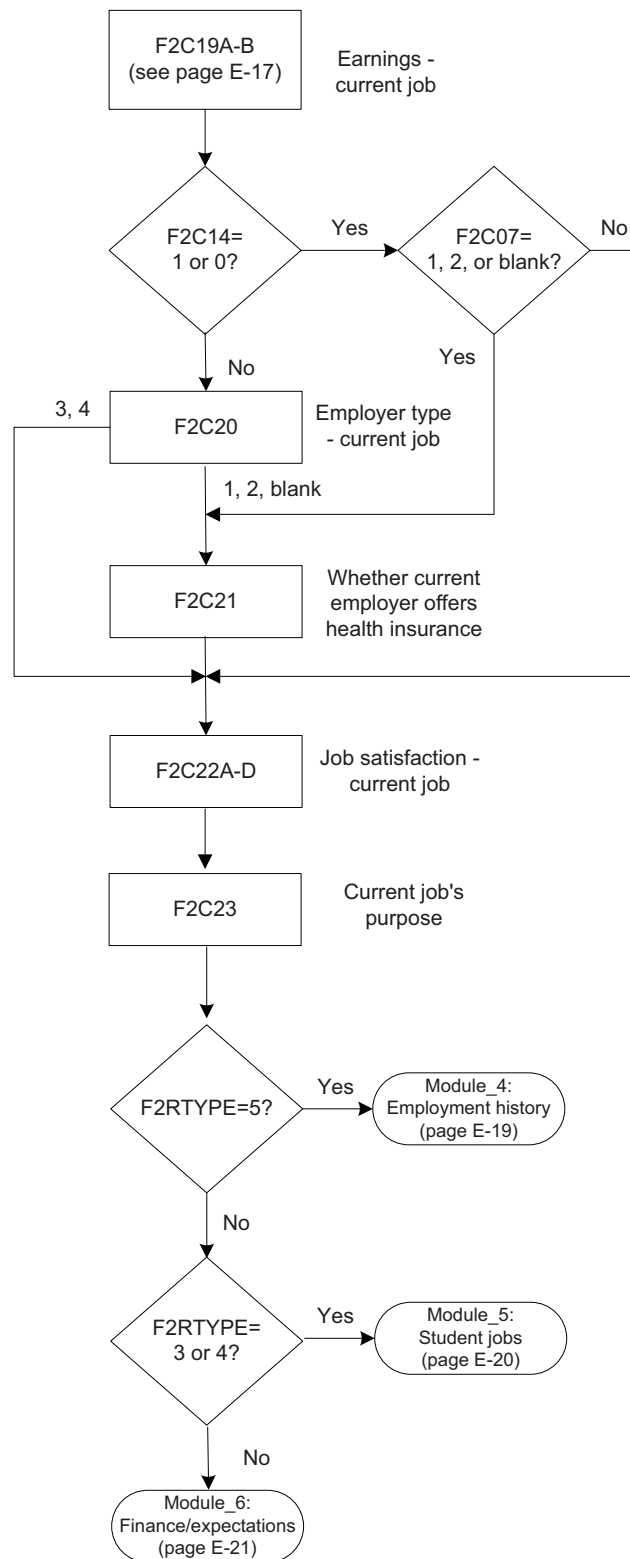 F2C19A-B
(see page E-17)
Earnings -
current job
F2C14=
1 or 0?
Yes
F2C07=
1, 2, or blank?
No
No
Yes
3, 4
F2C20
Employer type
- current job
1, 2, blank
F2C21
Whether current
employer offers
health insurance
F2C22A-D
Job satisfaction -
current job
F2C23
Current job's
purpose
F2RTYPE=5?
Yes
Module_4:
Employment history
(page E-19)
No
F2RTYPE=
3 or 4?
Yes
Module_5:
Student jobs
(page E-20)
No
Module_6:
Finance/expectations
(page E-21)